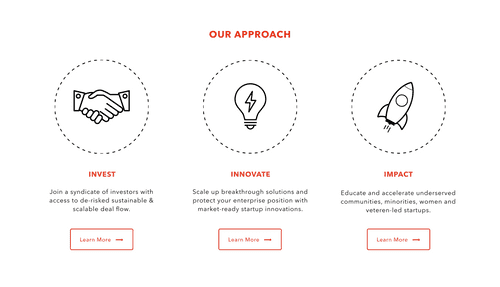 OUR APPROACH
INVEST
Join a syndicate of investors with
access to de-risked sustainable &
scalable deal flow.
Learn More →
INNOVATE
Scale up breakthrough solutions and
protect your enterprise position with
market-ready startup innovations.
Learn More →
IMPACT
Educate and accelerate underserved
communities, minorities, women and
veteren-led startups.
Learn More →